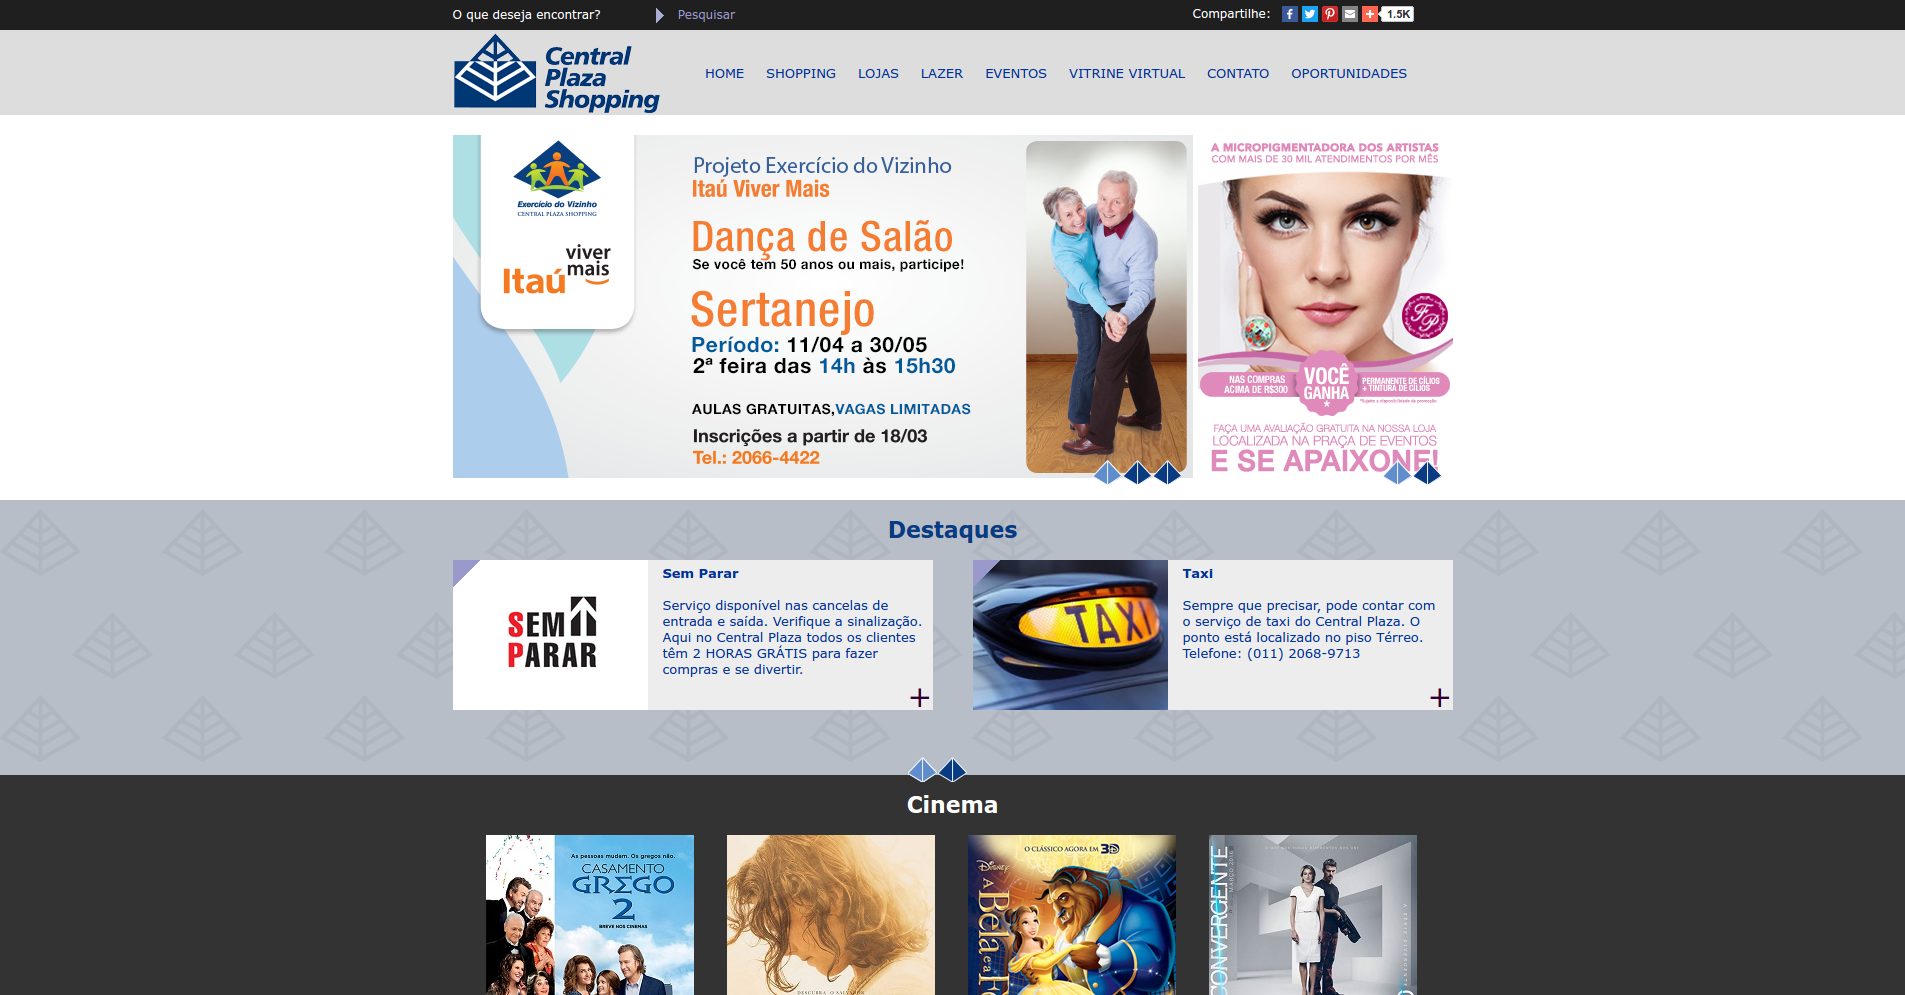 O que deseja encontrar?
Pesquisar
Compartilhe:
1.5K
Central
Plaza
Shopping
HOME
SHOPPING
LOJAS
LAZER
EVENTOS
VITRINE VIRTUAL
CONTATO
OPORTUNIDADES
Exercício do Vizinho
CENTRAL PLAZA SHOPPING
viver
mais
Itaú
Projeto Exercício do Vizinho
Itaú Viver Mais
Dança de Salão
Se você tem 50 anos ou mais, participe!
Sertanejo
Período: 11/04 a 30/05
2ª feira das 14h às 15h30
AULAS GRATUITAS,VAGAS LIMITADAS
Inscrições a partir de 18/03
Tel.: 2066-4422
A MICROPIGMENTADORA DOS ARTISTAS
COM MAIS DE 30 MIL ATENDIMENTOS POR MÊS
FP
NAS COMPRAS
ACIMA DE R$300
VOCÊ
GANHA
PERMANENTE DE CÍLIOS
+ TINTURA DE CÍLIOS
*Sujeito a disponibilidade da promoção
FAÇA UMA AVALIAÇÃO GRATUITA NA NOSSA LOJA
LOCALIZADA NA PRAÇA DE EVENTOS
E SE APAIXONE!
Destaques
SEM
PARAR
Sem Parar
Serviço disponível nas cancelas de
entrada e saída. Verifique a sinalização.
Aqui no Central Plaza todos os clientes
têm 2 HORAS GRÁTIS para fazer
compras e se divertir.
+
TAXI
Taxi
Sempre que precisar, pode contar com
o serviço de taxi do Central Plaza. O
ponto está localizado no piso Térreo.
Telefone: (011) 2068-9713
+
Cinema
As pessoas mudam. Os gregos não.
CASAMENTO
GREGO
2
BREVE NOS CINEMAS
DESCUBRA O SALVADOR
O CLÁSSICO AGORA EM 3D
DISNEY
A
BELA
E A
CONVERGENTE